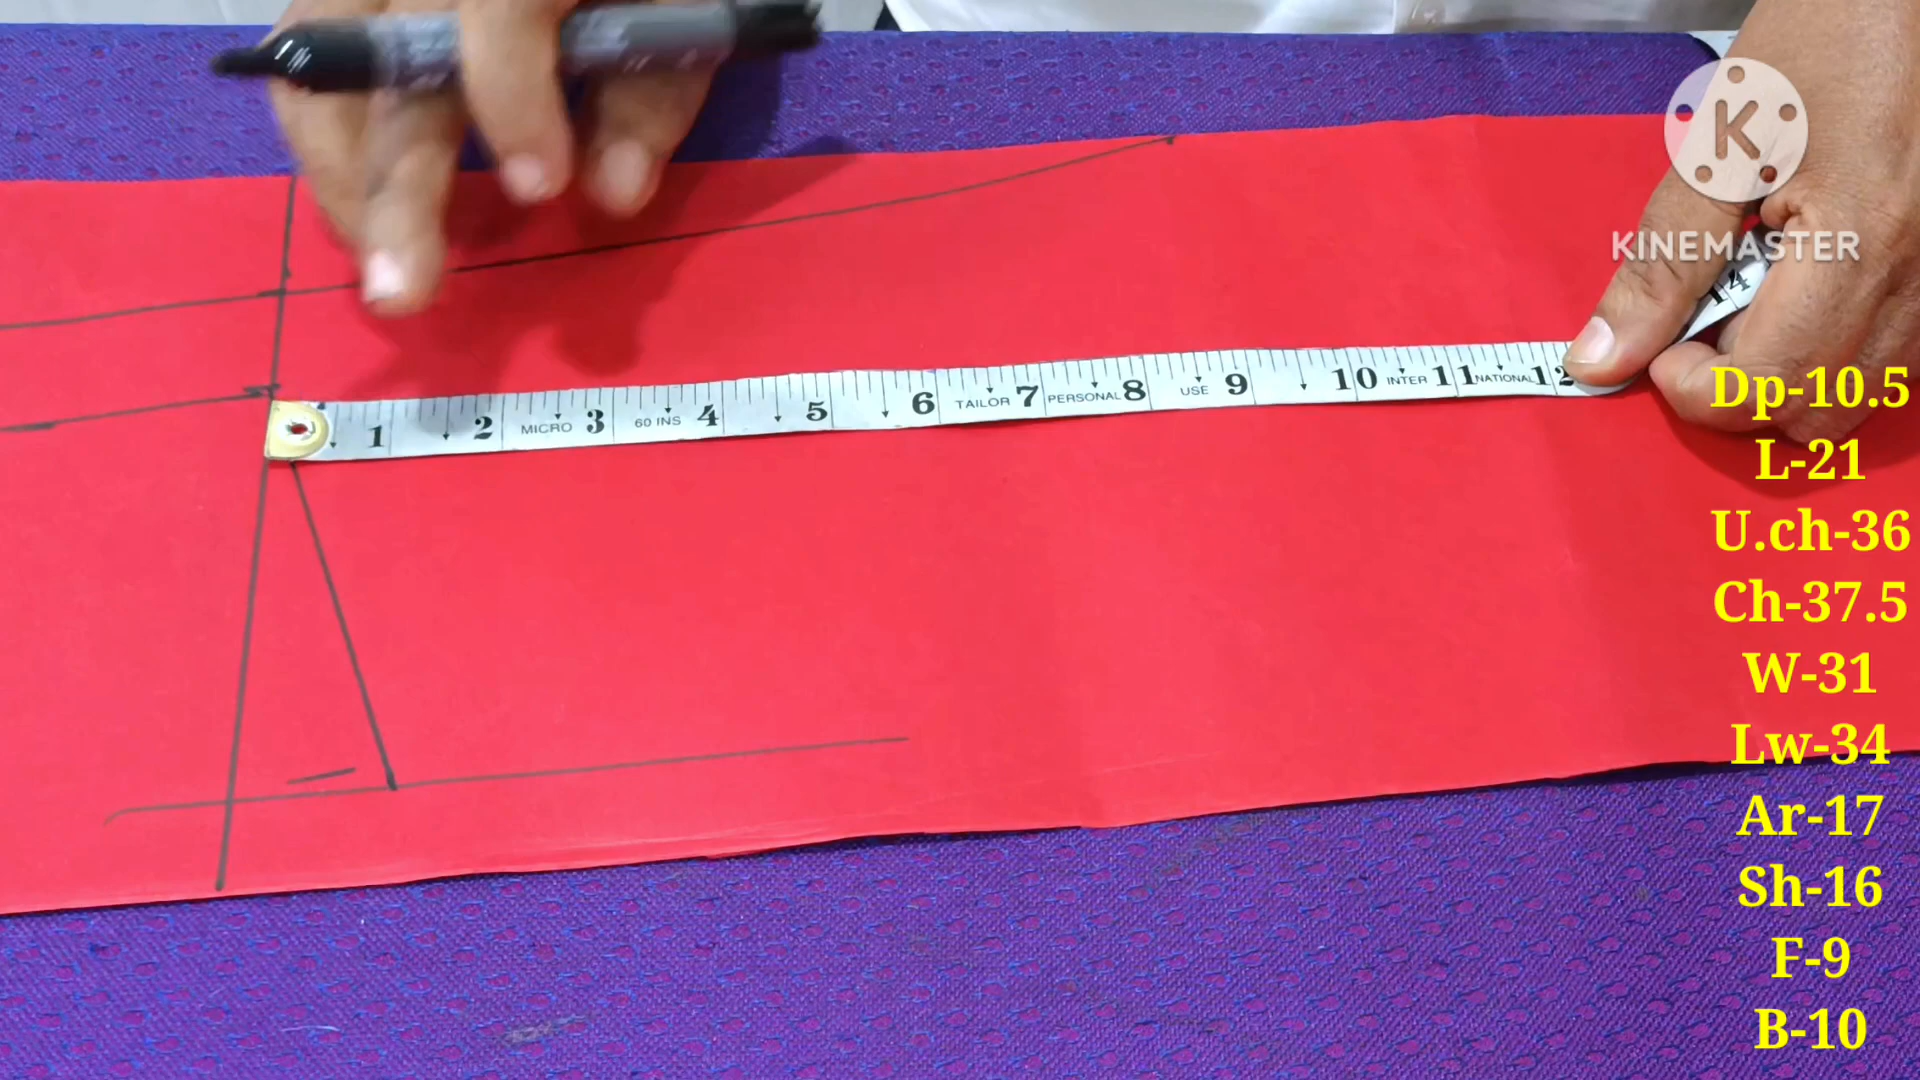 K
KINEMASTER
1 2 MICRO 3 60 INS 4 5 6 TAILOR 7 PERSONAL 8 USE 9 10 INTER 11 NATIONAL 12
14
Dp-10.5
L-21
U.ch-36
Ch-37.5
W-31
Lw-34
Ar-17
Sh-16
F-9
B-10